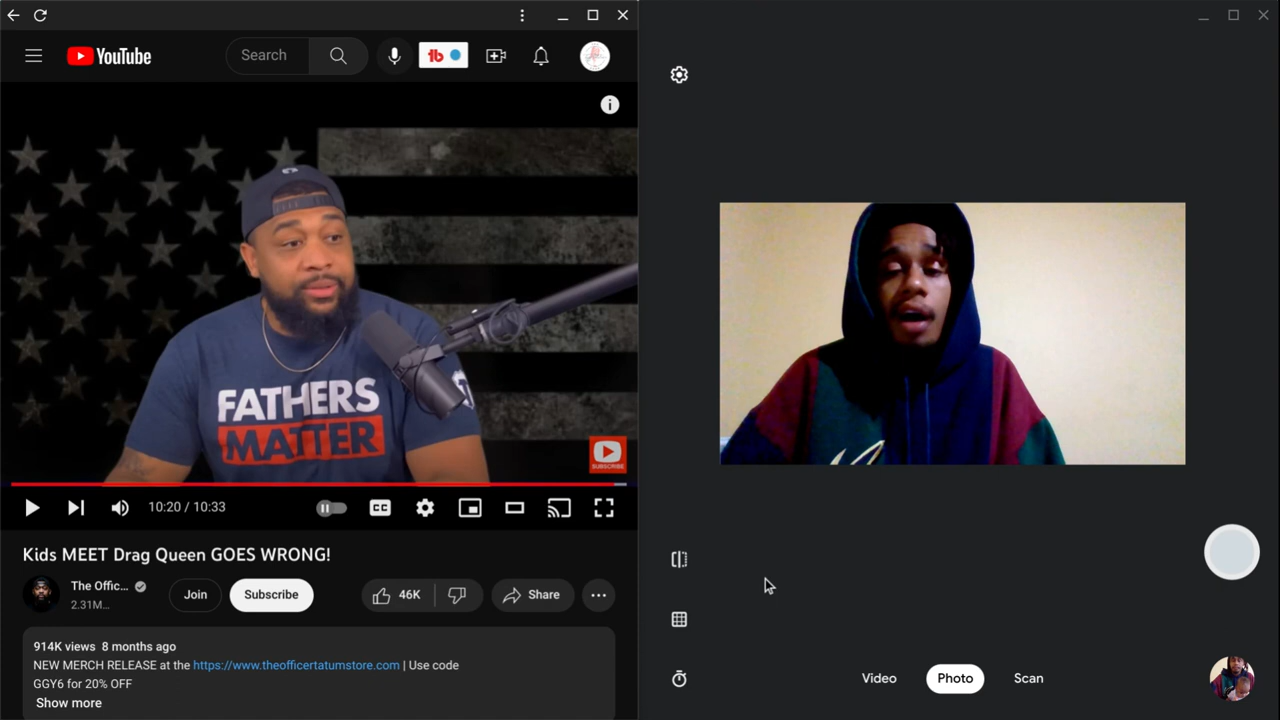 YouTube
Search
tb
i
FATHERS
MATTER
SUBSCRIBE
10:20 / 10:33
CC
Kids MEET Drag Queen GOES WRONG!
The Offic...
2.31M...
Join
Subscribe
46K
Share
914K views 8 months ago
NEW MERCH RELEASE at the https://www.theofficertatumstore.com | Use code
GGY6 for 20% OFF
Show more
Video
Photo
Scan